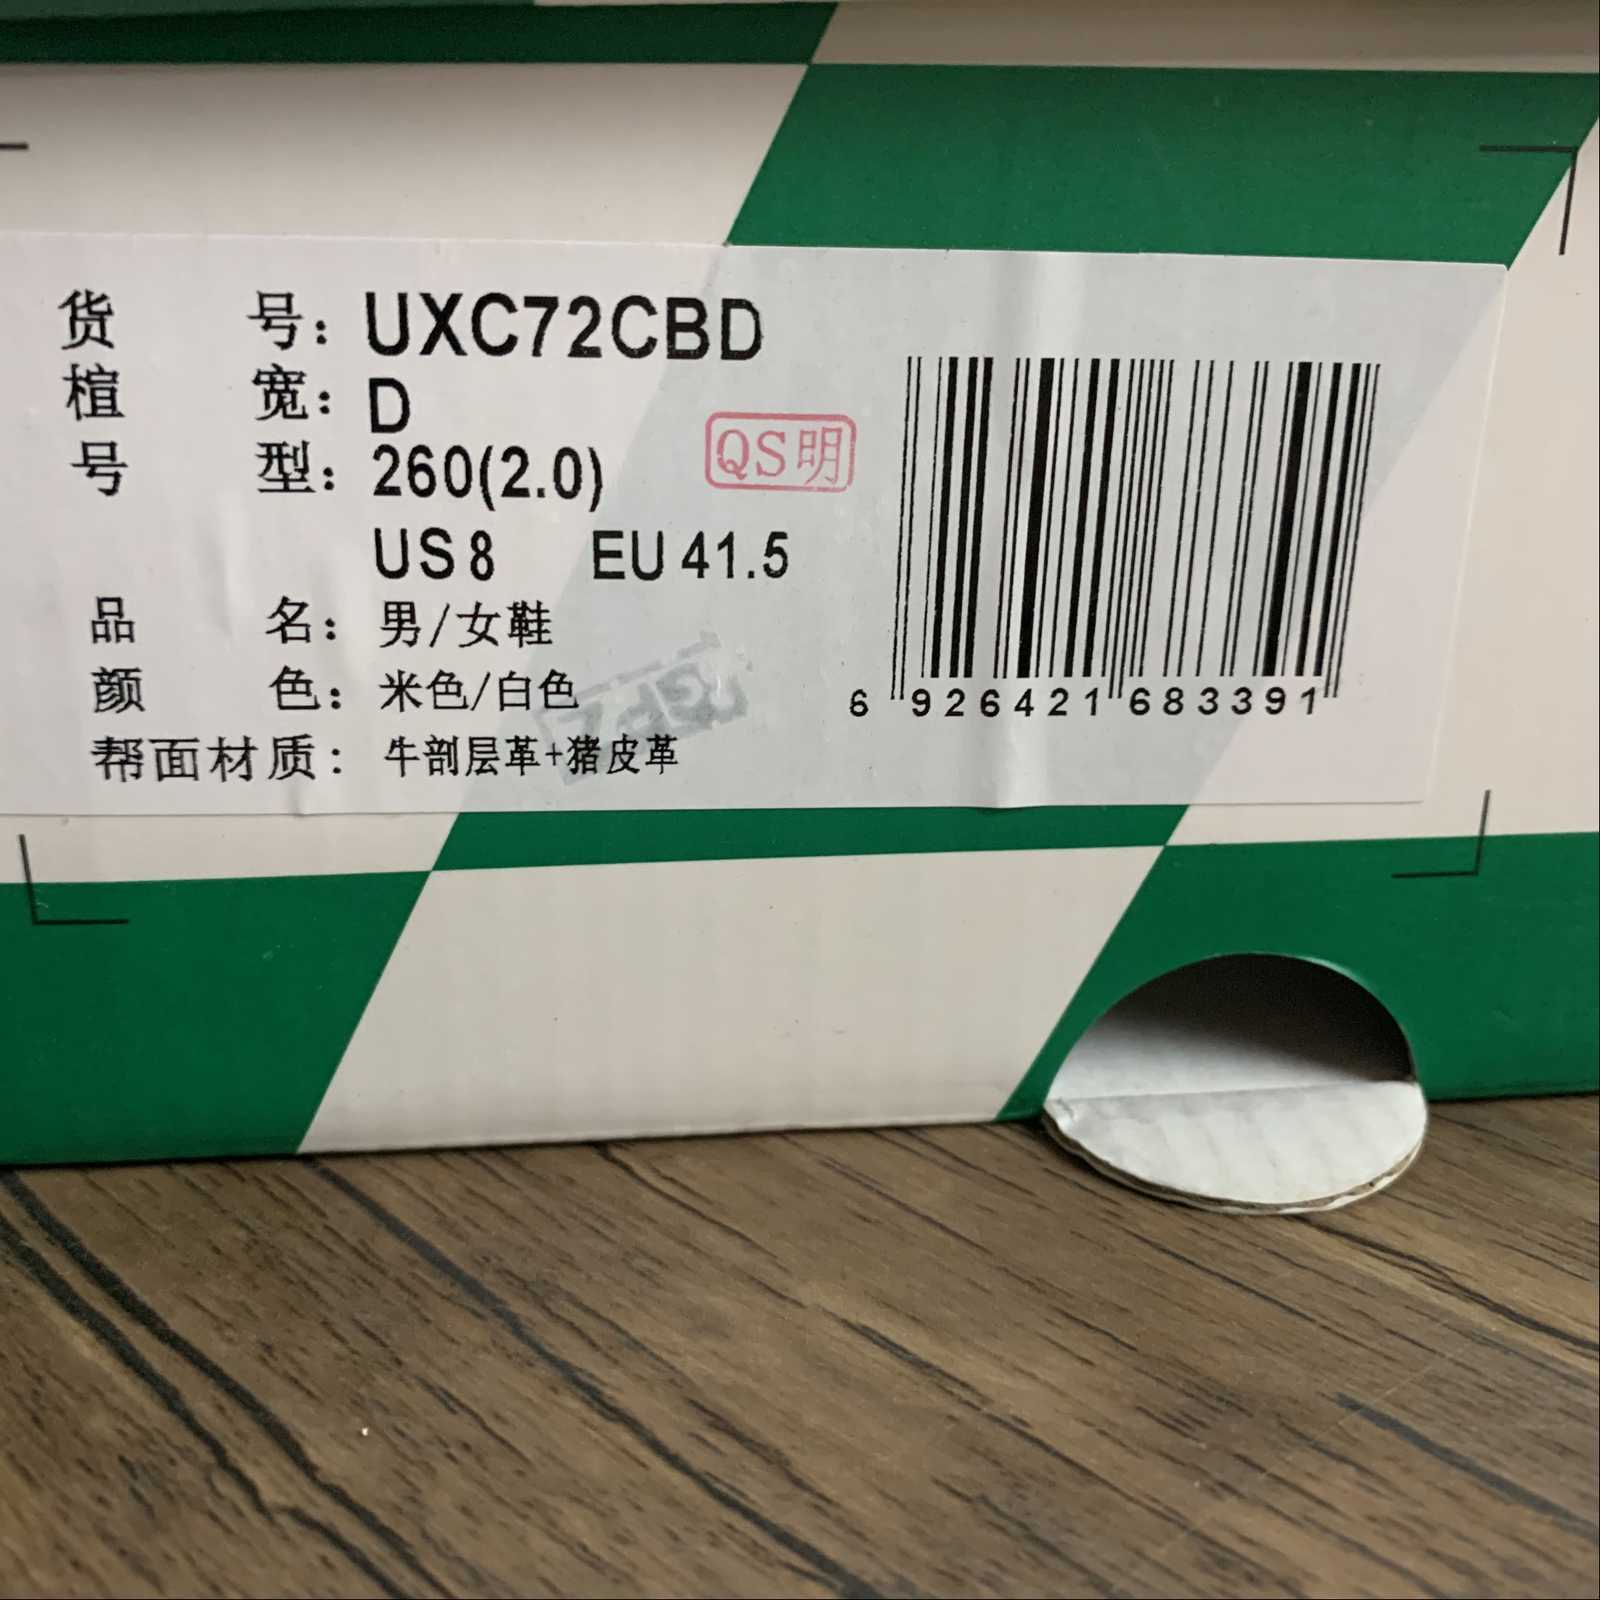 货 号: UXC72CBD
楦 宽: D
号 型: 260(2.0)
US 8 EU 41.5
品 名: 男/女鞋
颜 色: 米色/白色
帮面材质: 牛剖层革+猪皮革
QS明
6 926421 683391